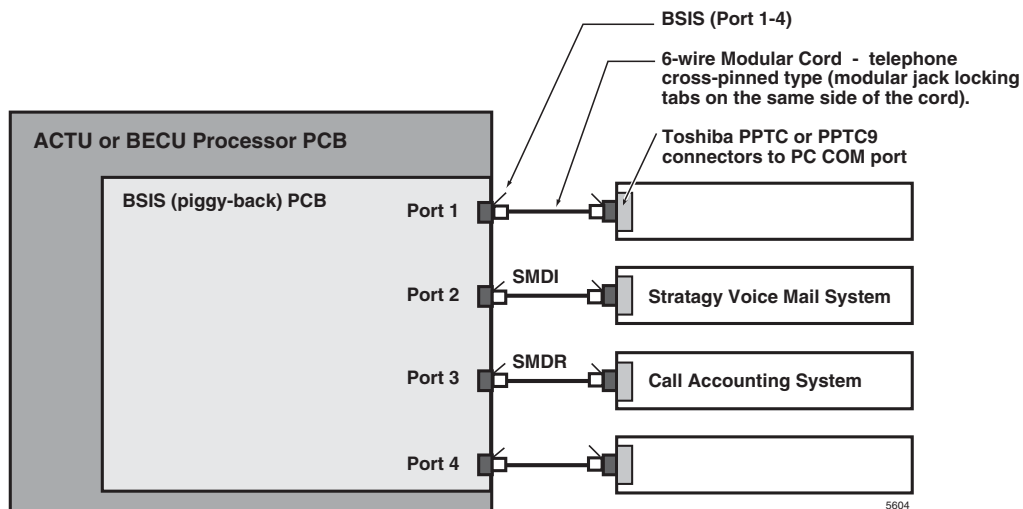 BSIS (Port 1-4)
6-wire Modular Cord - telephone
cross-pinned type (modular jack locking
tabs on the same side of the cord).
ACTU or BECU Processor PCB
Toshiba PPTC or PPTC9
connectors to PC COM port
BSIS (piggy-back) PCB
Port 1
Port 2
SMDI
Stratagy Voice Mail System
Port 3
SMDR
Call Accounting System
Port 4
5604